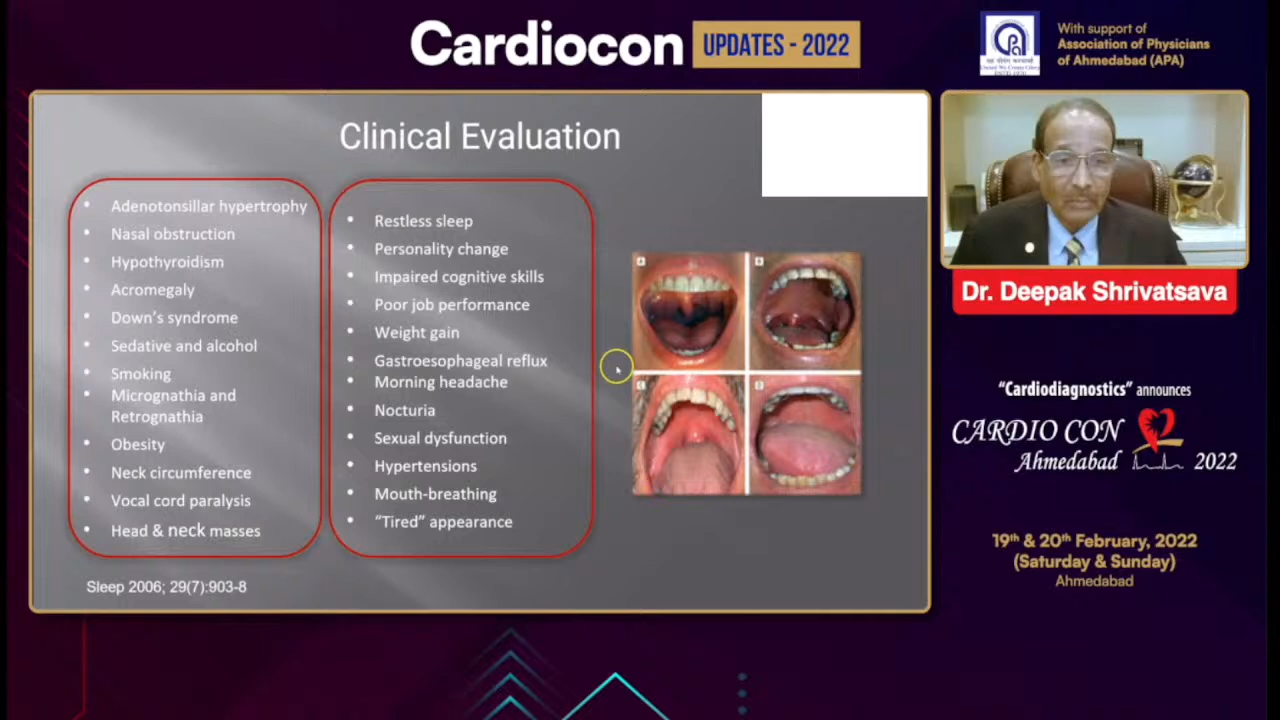 Cardiocon
UPDATES - 2022
With support of
Association of Physicians
of Ahmedabad (APA)
Clinical Evaluation
• Adenotonsillar hypertrophy
• Nasal obstruction
• Hypothyroidism
• Acromegaly
• Down's syndrome
• Sedative and alcohol
• Smoking
• Micrognathia and
Retrognathia
• Obesity
• Neck circumference
• Vocal cord paralysis
• Head & neck masses
• Restless sleep
• Personality change
• Impaired cognitive skills
• Poor job performance
• Weight gain
• Gastroesophageal reflux
• Morning headache
• Nocturia
• Sexual dysfunction
• Hypertensions
• Mouth-breathing
• “Tired” appearance
Sleep 2006; 29(7):903-8
Dr. Deepak Shrivatsava
“Cardiodiagnostics” announces
CARDIO CON
Ahmedabad 2022
19th & 20th February, 2022
(Saturday & Sunday)
Ahmedabad